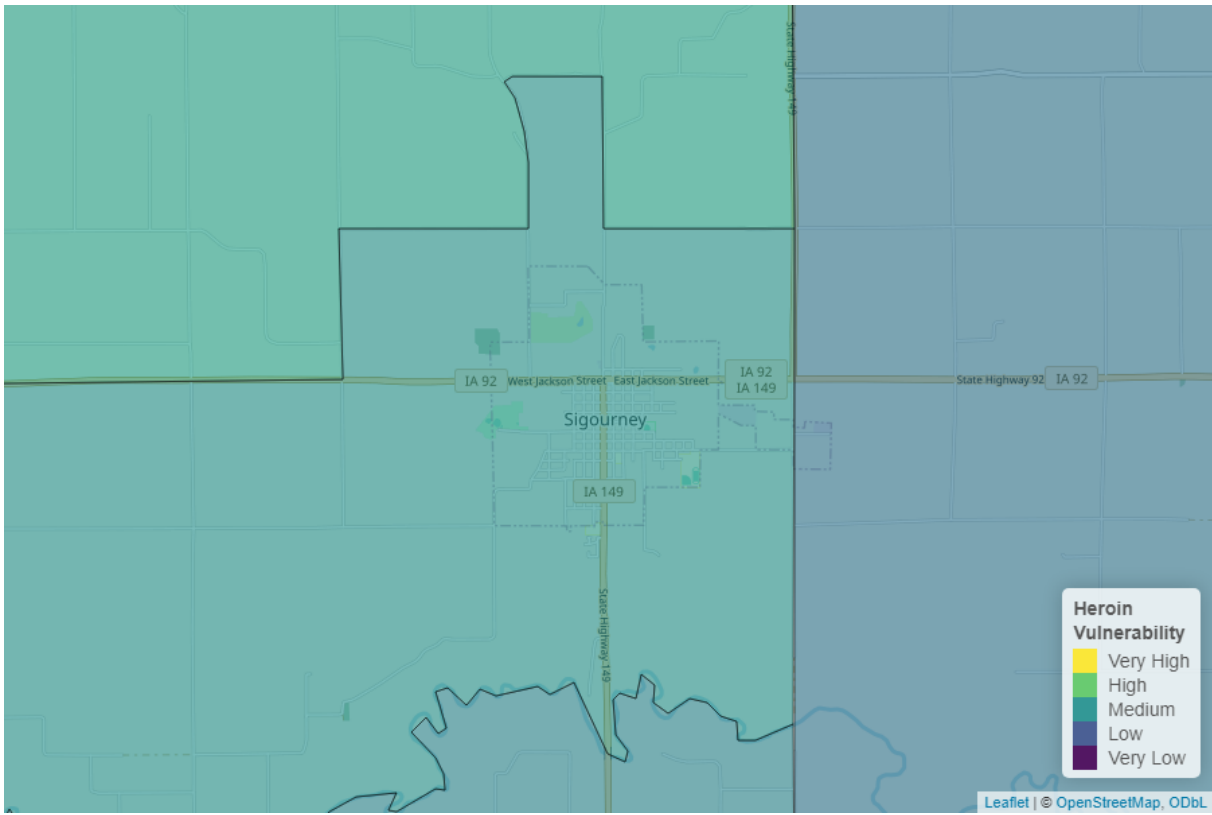 State Highway 149
IA 92
West Jackson Street
East Jackson Street
IA 92
IA 149
State Highway 92
IA 92
Sigourney
IA 149
State Highway 149
Heroin
Vulnerability
Very High
High
Medium
Low
Very Low
Leaflet | © OpenStreetMap, ODbL